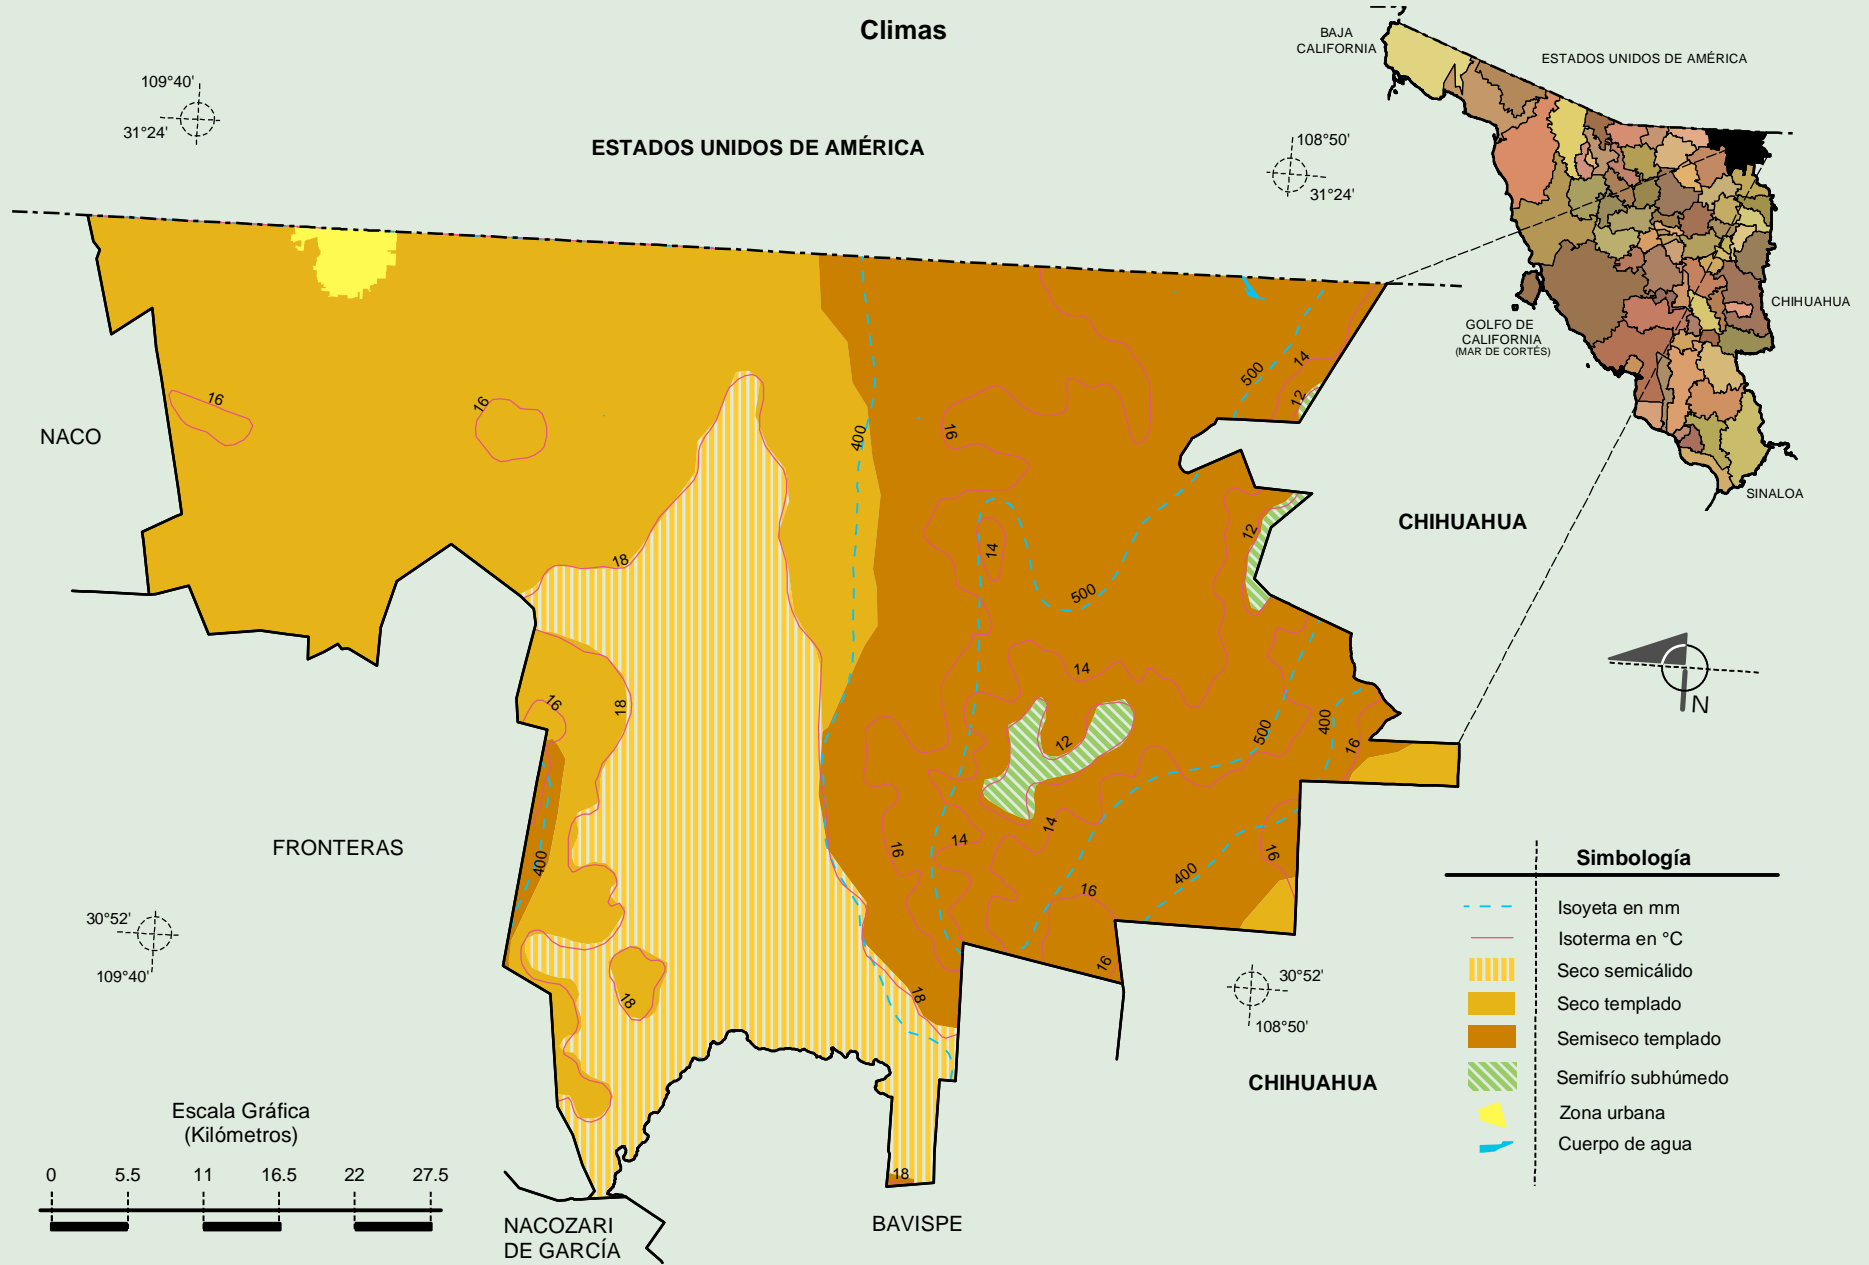 Climas
BAJA
CALIFORNIA
ESTADOS UNIDOS DE AMÉRICA
109°40'
31°24'
ESTADOS UNIDOS DE AMÉRICA
108°50'
31°24'
GOLFO DE
CALIFORNIA
(MAR DE CORTÉS)
CHIHUAHUA
SINALOA
500
14
12
16
16
16
400
NACO
CHIHUAHUA
12
14
18
500
14
16
18
12
500
400
16
N
FRONTERAS
400
16
14
14
16
400
16
16
18
18
18
30°52'
109°40'
30°52'
108°50'
CHIHUAHUA
Simbología
Isoyeta en mm
Isoterma en °C
Seco semicálido
Seco templado
Semiseco templado
Semifrío subhúmedo
Zona urbana
Cuerpo de agua
Escala Gráfica
(Kilómetros)
0 5.5 11 16.5 22 27.5
NACOZARI
DE GARCÍA
BAVISPE